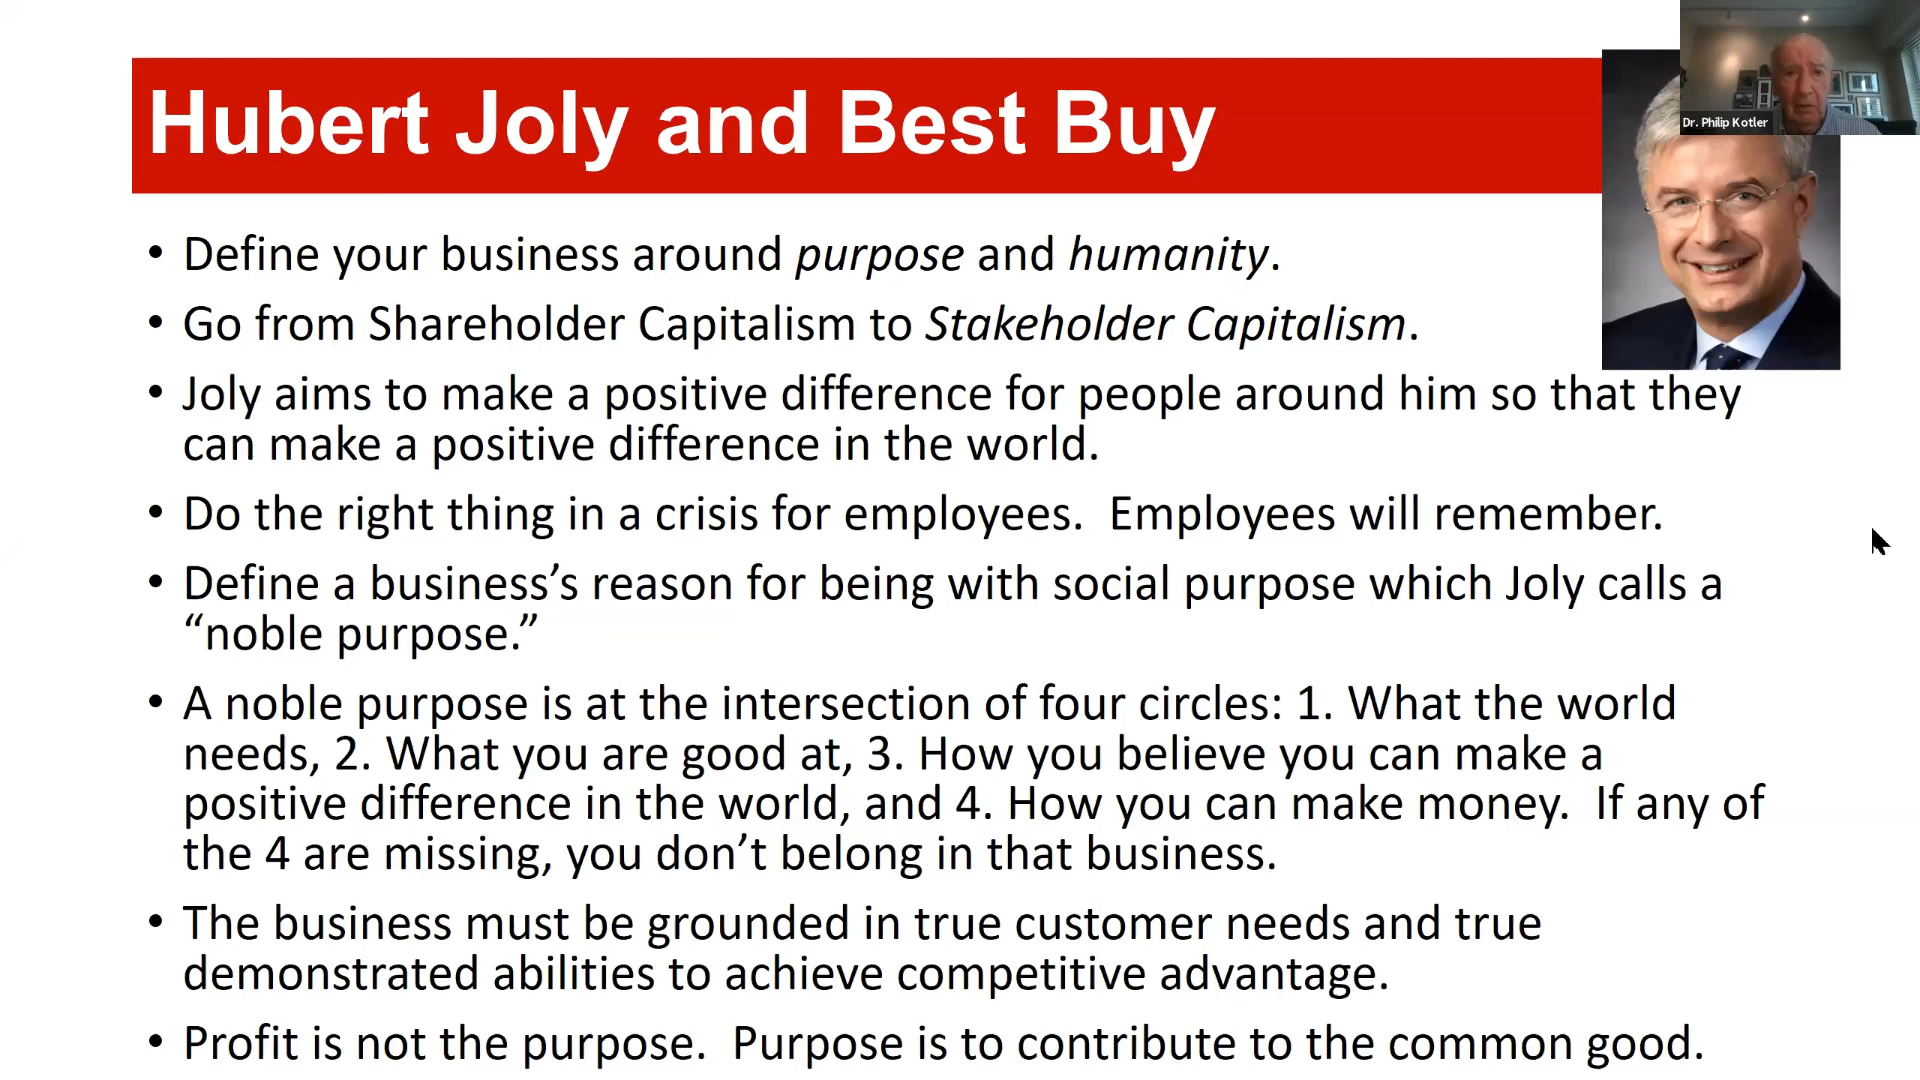 Hubert Joly and Best Buy
Dr. Philip Kotler
• Define your business around purpose and humanity.
• Go from Shareholder Capitalism to Stakeholder Capitalism.
• Joly aims to make a positive difference for people around him so that they
can make a positive difference in the world.
• Do the right thing in a crisis for employees.  Employees will remember.
• Define a business’s reason for being with social purpose which Joly calls a
“noble purpose.”
• A noble purpose is at the intersection of four circles: 1. What the world
needs, 2. What you are good at, 3. How you believe you can make a
positive difference in the world, and 4. How you can make money.  If any of
the 4 are missing, you don’t belong in that business.
• The business must be grounded in true customer needs and true
demonstrated abilities to achieve competitive advantage.
• Profit is not the purpose.  Purpose is to contribute to the common good.